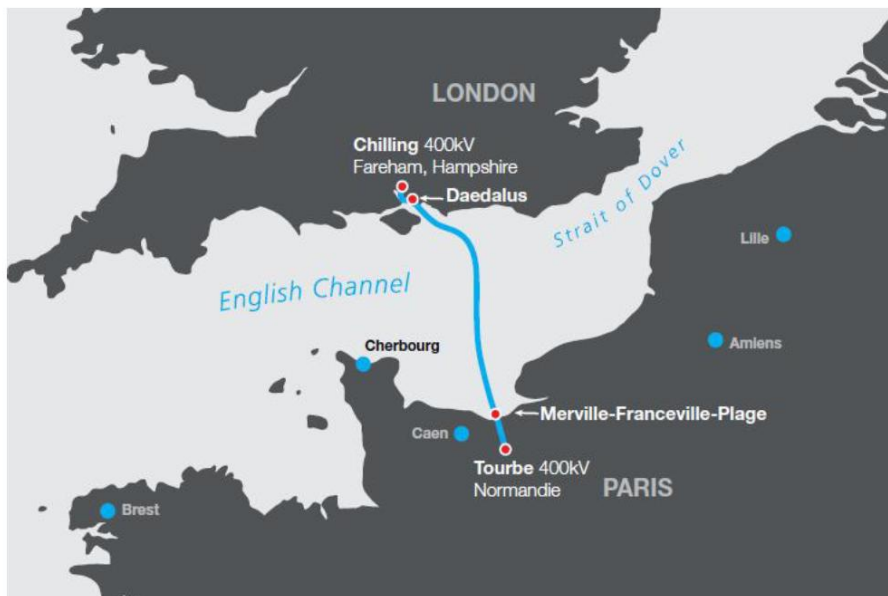 LONDON
Chilling 400kV
Fareham, Hampshire
Daedalus
Strait of Dover
Lille
English Channel
Cherbourg
Amiens
Merville-Franceville-Plage
Caen
Tourbe 400kV
Normandie
PARIS
Brest